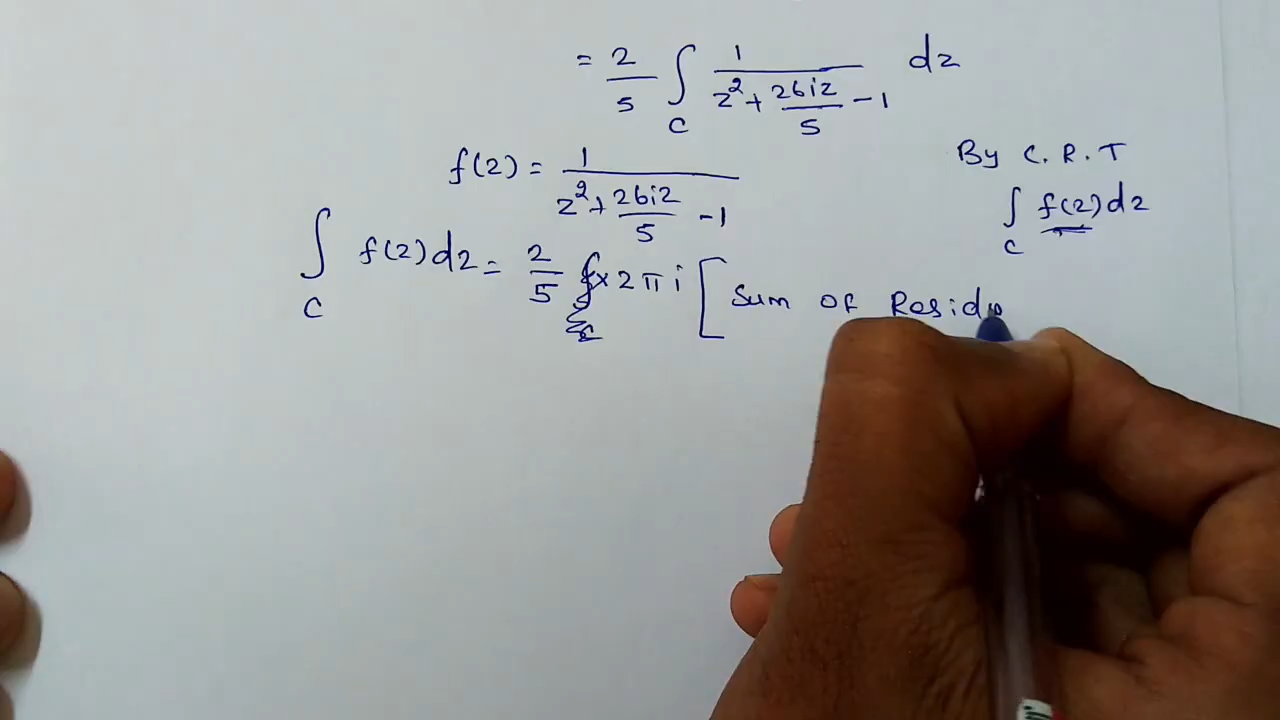 = 2/5 ∫_C 1/(z² + 26iz/5 - 1) dz
f(z) = 1/(z² + 26iz/5 - 1)
By C. R. T
∫_C f(z) dz
∫_C f(z) dz = 2/5 × 2πi [ Sum of Resid